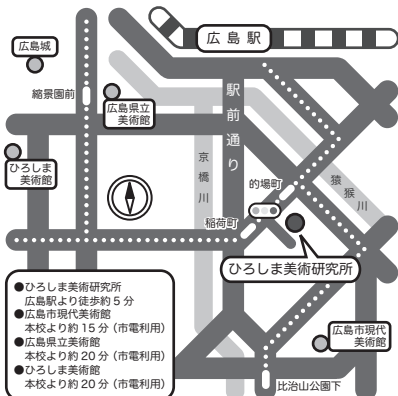 広島駅
広島城
縮景園前
広島県立
美術館
ひろしま
美術館
駅前通り
京橋川
猿猴川
的場町
稲荷町
ひろしま美術研究所
●ひろしま美術研究所
広島駅より徒歩約5分
●広島市現代美術館
本校より約15分(市電利用)
●広島県立美術館
本校より約20分(市電利用)
●ひろしま美術館
本校より約20分(市電利用)
広島市現代
美術館
比治山公園下